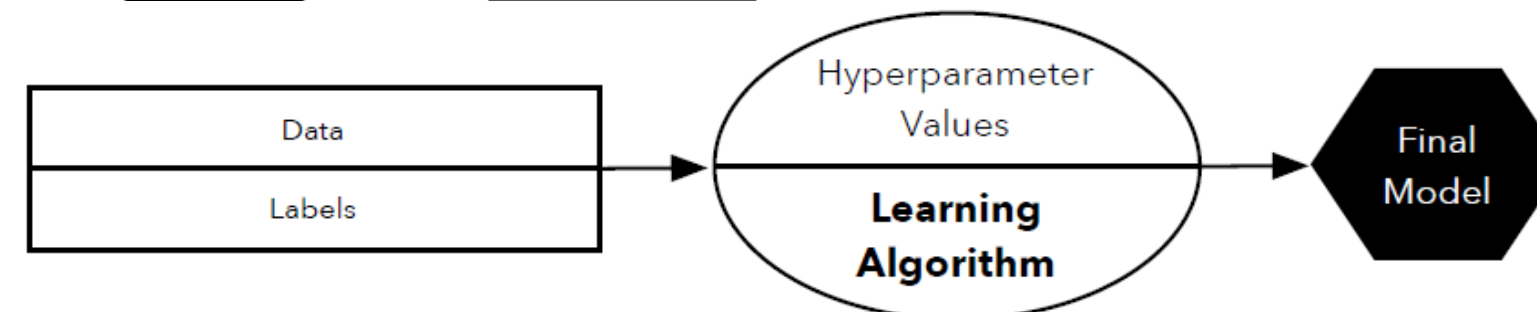 Data
Labels
Hyperparameter
Values
Learning
Algorithm
Final
Model